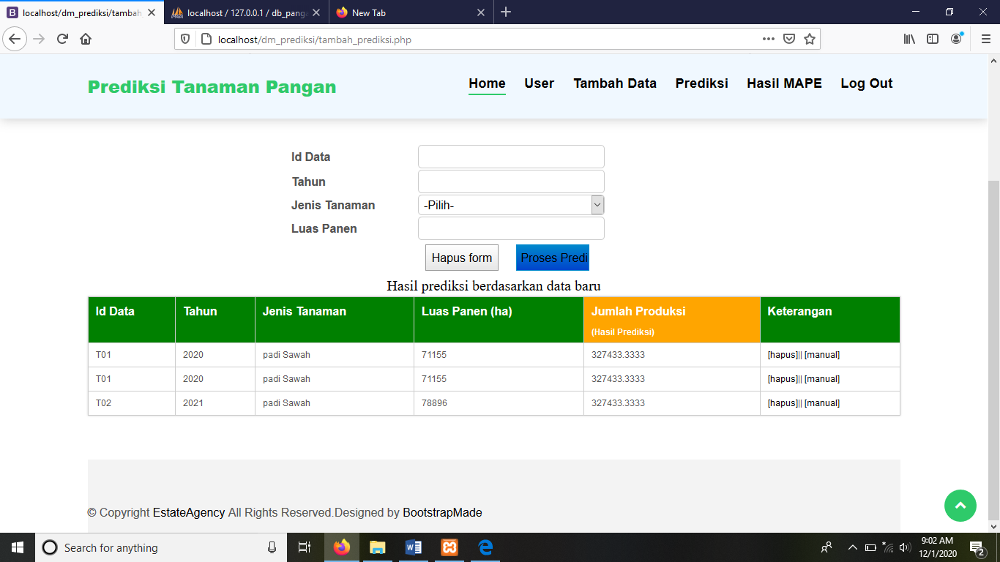 localhost/dm_prediksi/tambah_
localhost / 127.0.0.1 / db_panga
New Tab
localhost/dm_prediksi/tambah_prediksi.php
Prediksi Tanaman Pangan
Home User Tambah Data Prediksi Hasil MAPE Log Out
Id Data
Tahun
Jenis Tanaman -Pilih-
Luas Panen
Hapus form Proses Predi
Hasil prediksi berdasarkan data baru
Id Data Tahun Jenis Tanaman Luas Panen (ha) Jumlah Produksi Keterangan
(Hasil Prediksi)
T01 2020 padi Sawah 71155 327433.3333 [hapus]|| [manual]
T01 2020 padi Sawah 71155 327433.3333 [hapus]|| [manual]
T02 2021 padi Sawah 78896 327433.3333 [hapus]|| [manual]
© Copyright EstateAgency All Rights Reserved.Designed by BootstrapMade
Search for anything
9:02 AM
12/1/2020
2